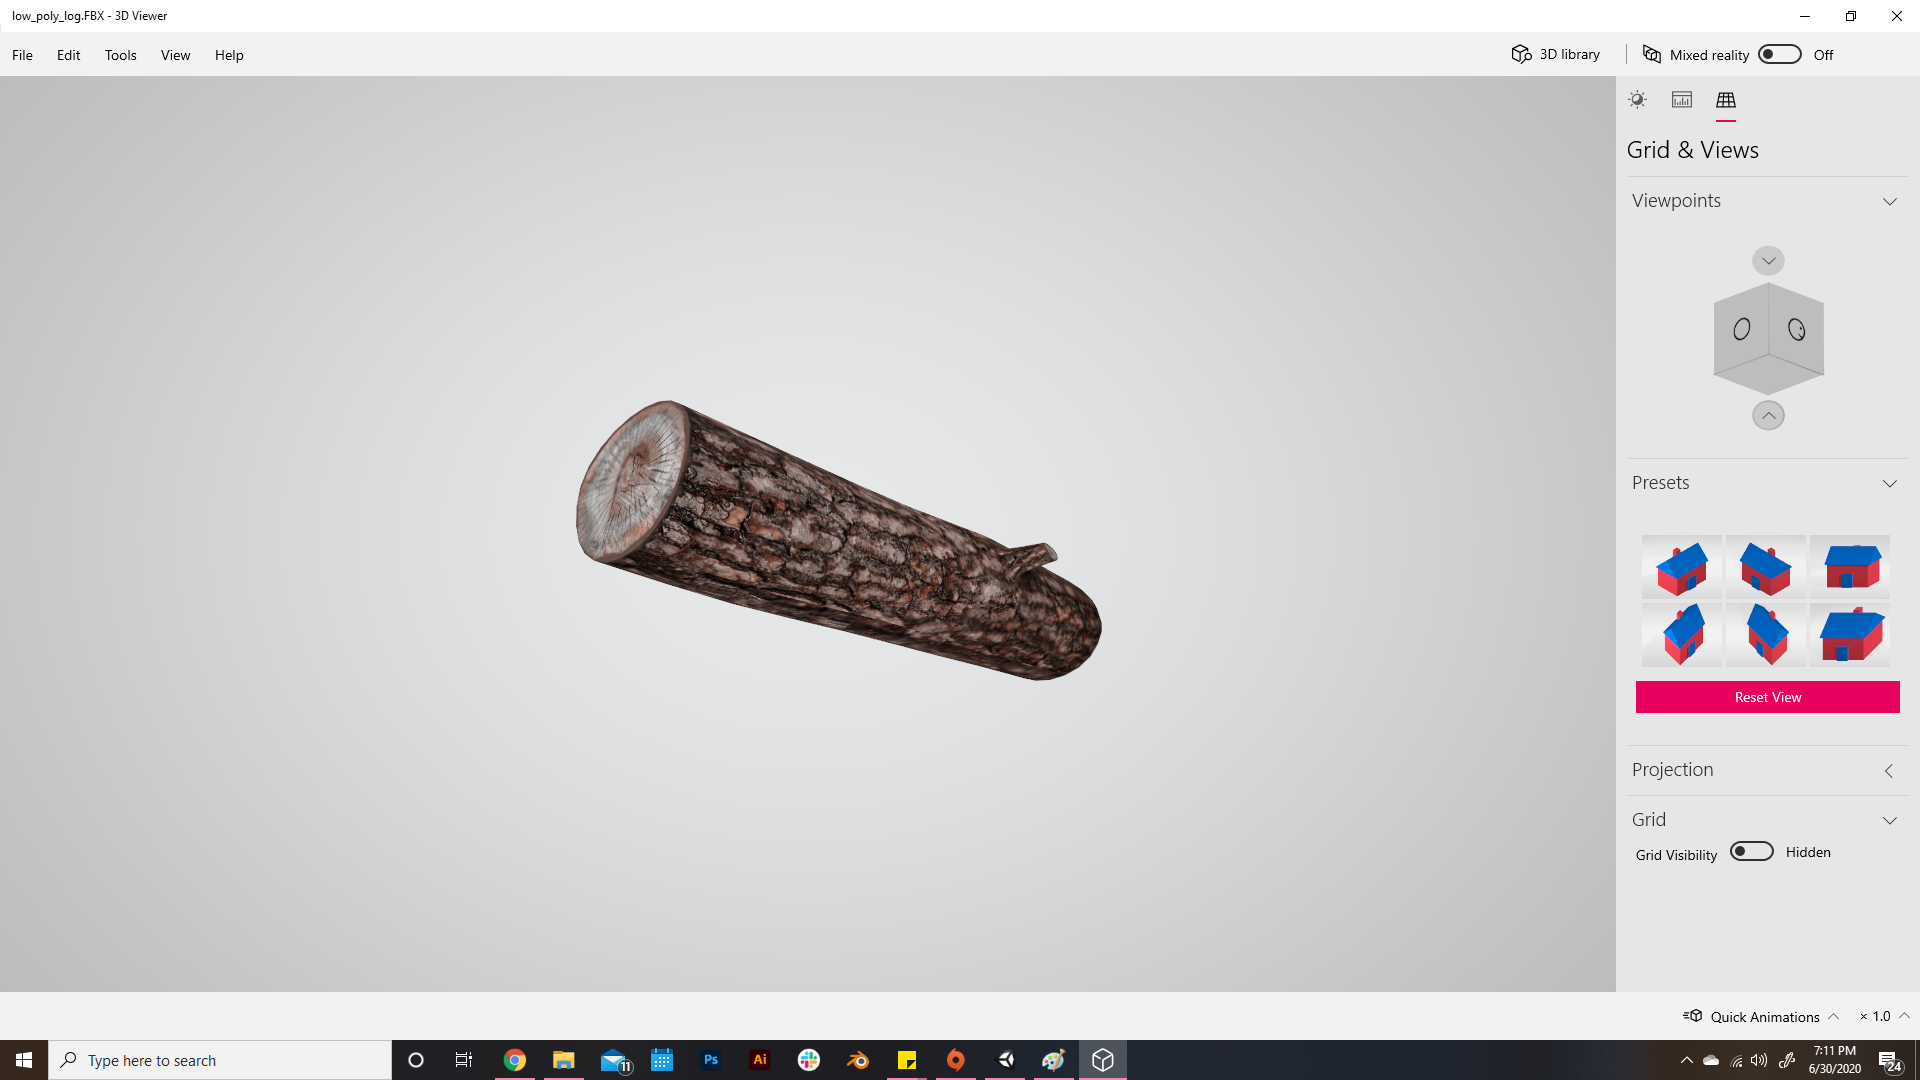 low_poly_log.FBX - 3D Viewer
File Edit Tools View Help
3D library Mixed reality Off
Grid & Views
Viewpoints
Presets
Reset View
Projection
Grid
Grid Visibility Hidden
Quick Animations × 1.0
Type here to search
11
Ps
Ai
7:11 PM
6/30/2020
24